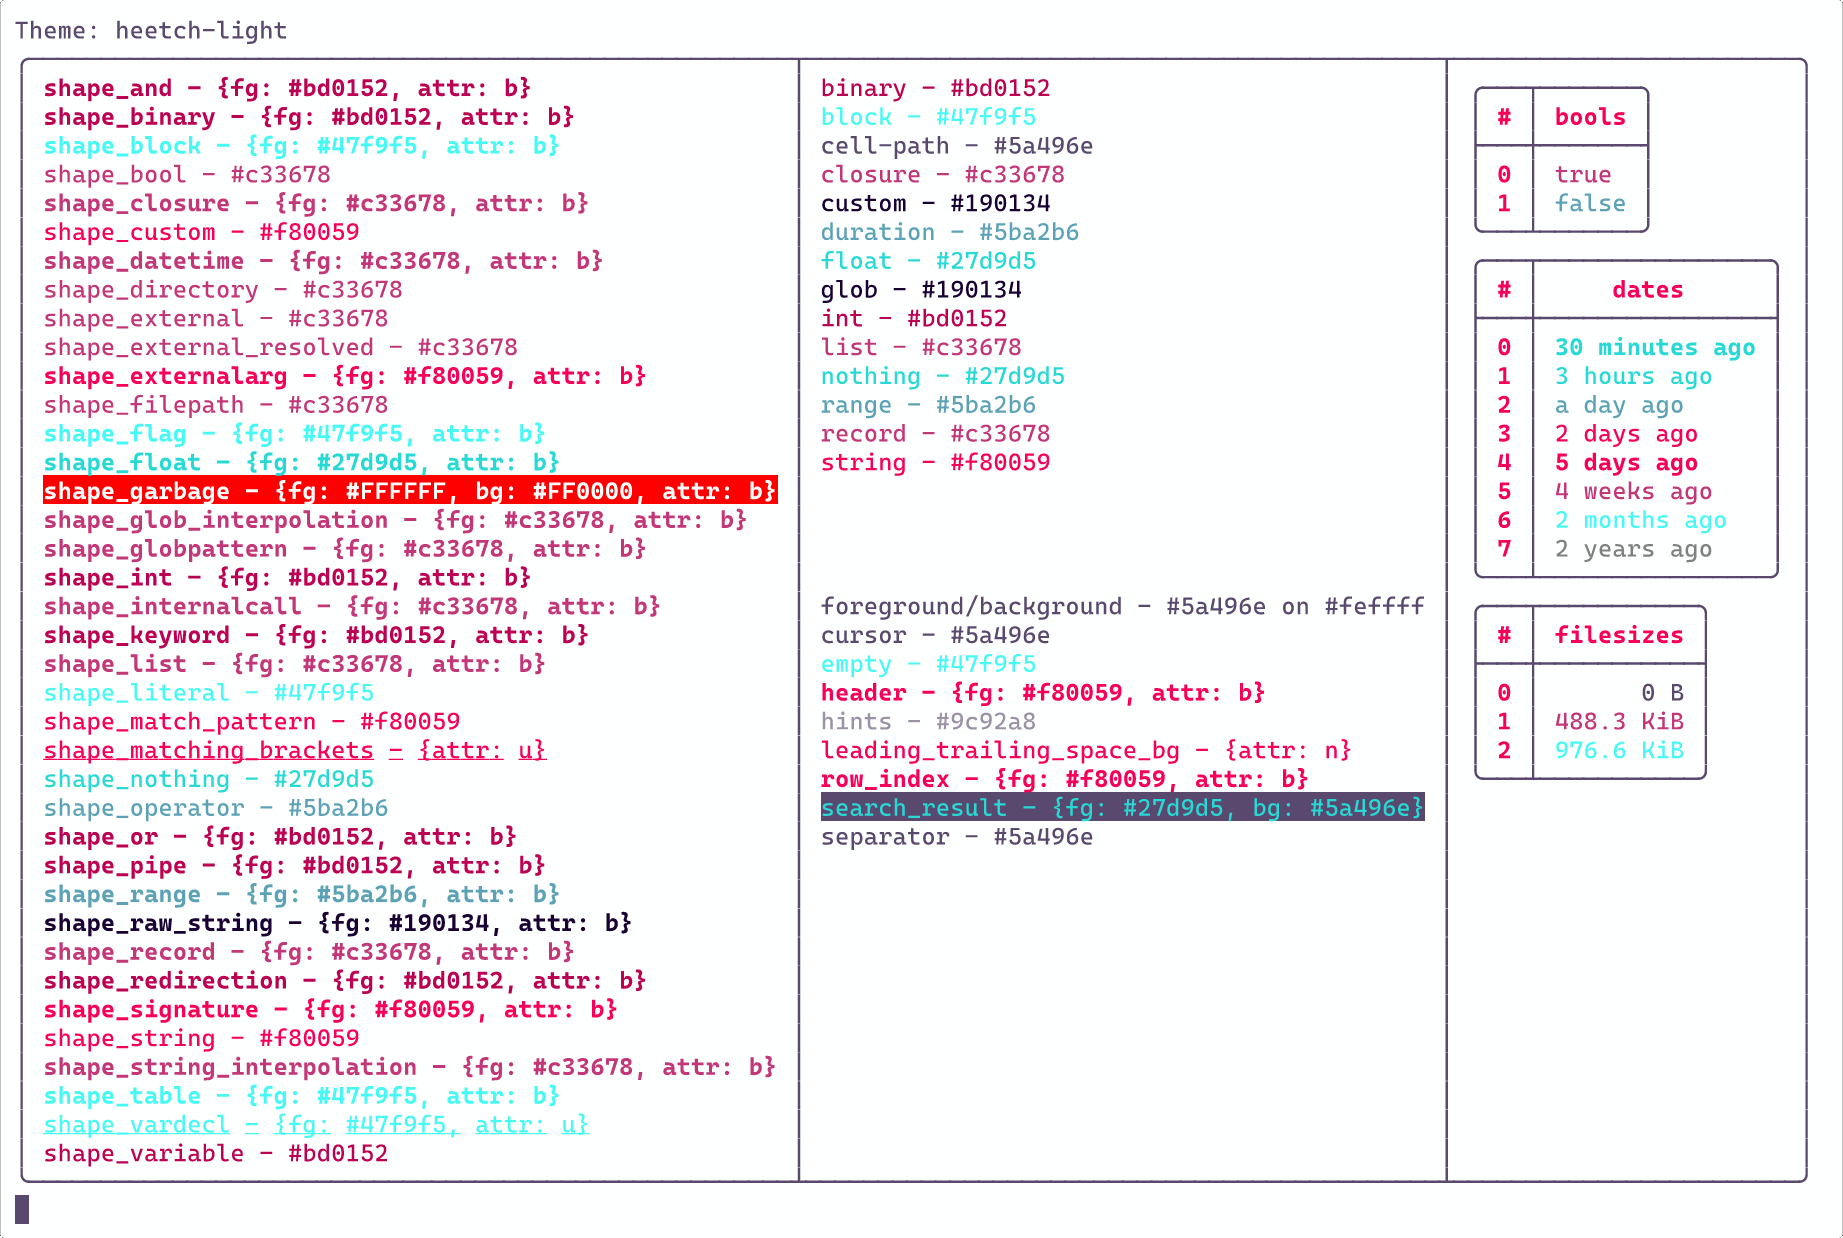 Theme: heetch-light
shape_and - {fg: #bd0152, attr: b}
shape_binary - {fg: #bd0152, attr: b}
shape_block - {fg: #47f9f5, attr: b}
shape_bool - #c33678
shape_closure - {fg: #c33678, attr: b}
shape_custom - #f80059
shape_datetime - {fg: #c33678, attr: b}
shape_directory - #c33678
shape_external - #c33678
shape_external_resolved - #c33678
shape_externalarg - {fg: #f80059, attr: b}
shape_filepath - #c33678
shape_flag - {fg: #47f9f5, attr: b}
shape_float - {fg: #27d9d5, attr: b}
shape_garbage - {fg: #FFFFFF, bg: #FF0000, attr: b}
shape_glob_interpolation - {fg: #c33678, attr: b}
shape_globpattern - {fg: #c33678, attr: b}
shape_int - {fg: #bd0152, attr: b}
shape_internalcall - {fg: #c33678, attr: b}
shape_keyword - {fg: #bd0152, attr: b}
shape_list - {fg: #c33678, attr: b}
shape_literal - #47f9f5
shape_match_pattern - #f80059
shape_matching_brackets - {attr: u}
shape_nothing - #27d9d5
shape_operator - #5ba2b6
shape_or - {fg: #bd0152, attr: b}
shape_pipe - {fg: #bd0152, attr: b}
shape_range - {fg: #5ba2b6, attr: b}
shape_raw_string - {fg: #190134, attr: b}
shape_record - {fg: #c33678, attr: b}
shape_redirection - {fg: #bd0152, attr: b}
shape_signature - {fg: #f80059, attr: b}
shape_string - #f80059
shape_string_interpolation - {fg: #c33678, attr: b}
shape_table - {fg: #47f9f5, attr: b}
shape_vardecl - {fg: #47f9f5, attr: u}
shape_variable - #bd0152
binary - #bd0152
block - #47f9f5
cell-path - #5a496e
closure - #c33678
custom - #190134
duration - #5ba2b6
float - #27d9d5
glob - #190134
int - #bd0152
list - #c33678
nothing - #27d9d5
range - #5ba2b6
record - #c33678
string - #f80059
foreground/background - #5a496e on #feffff
cursor - #5a496e
empty - #47f9f5
header - {fg: #f80059, attr: b}
hints - #9c92a8
leading_trailing_space_bg - {attr: n}
row_index - {fg: #f80059, attr: b}
search_result - {fg: #27d9d5, bg: #5a496e}
separator - #5a496e
# bools
0 true
1 false
# dates
0 30 minutes ago
1 3 hours ago
2 a day ago
3 2 days ago
4 5 days ago
5 4 weeks ago
6 2 months ago
7 2 years ago
# filesizes
0 0 B
1 488.3 KiB
2 976.6 KiB